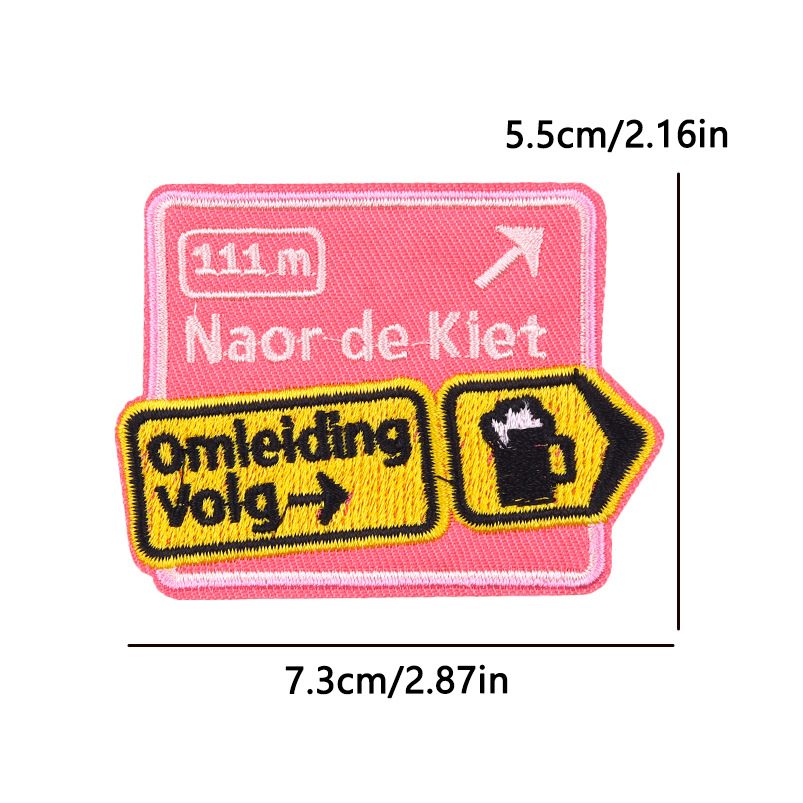 5.5cm/2.16in
111 m
Naor de Kiet
Omleiding
Volg
7.3cm/2.87in